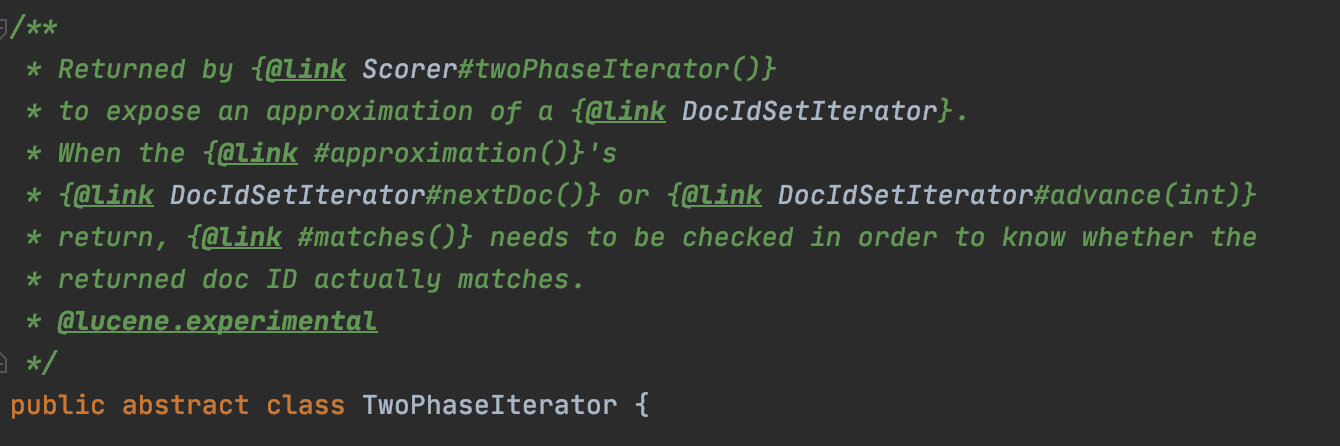 /**
 * Returned by {@link Scorer#twoPhaseIterator()}
 * to expose an approximation of a {@link DocIdSetIterator}.
 * When the {@link #approximation()}'s
 * {@link DocIdSetIterator#nextDoc()} or {@link DocIdSetIterator#advance(int)}
 * return, {@link #matches()} needs to be checked in order to know whether the
 * returned doc ID actually matches.
 * @lucene.experimental
 */
public abstract class TwoPhaseIterator {